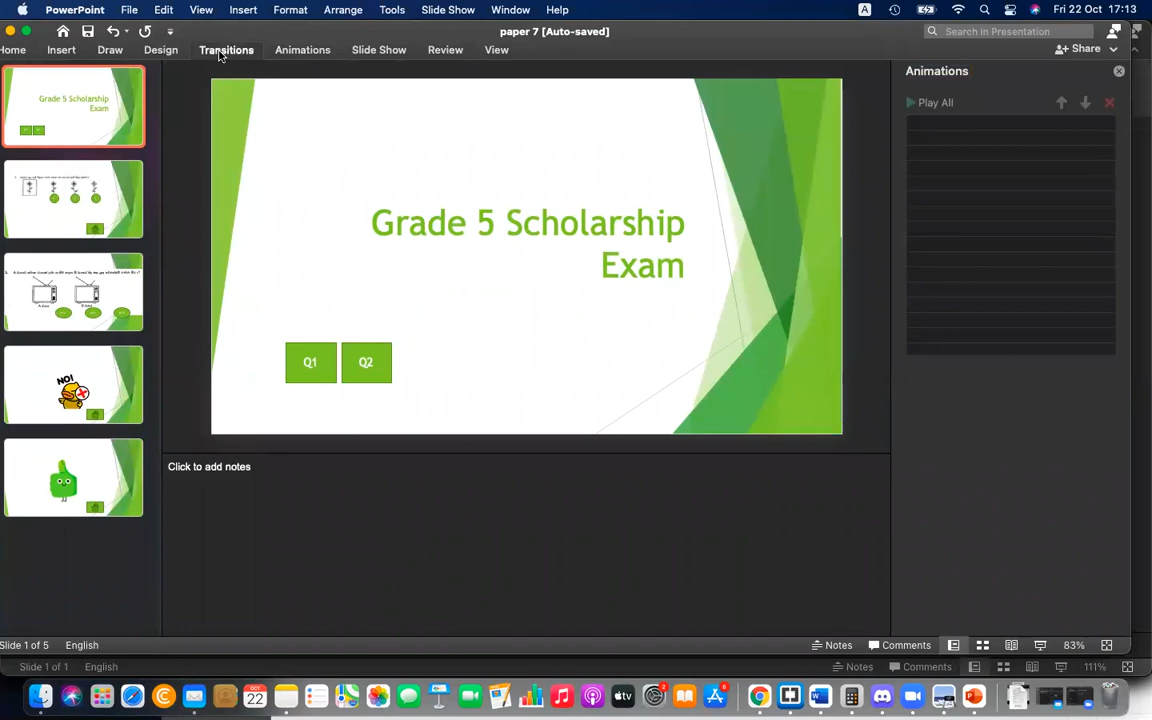 PowerPoint File Edit View Insert Format Arrange Tools Slide Show Window Help A Fri 22 Oct 17:13
paper 7 [Auto-saved] Search in Presentation
Home Insert Draw Design Transitions Animations Slide Show Review View Share
Grade 5 Scholarship
Exam
NO!
Grade 5 Scholarship
Exam
Q1 Q2
Click to add notes
Animations
Play All
Slide 1 of 5 English Notes Comments 83%
Slide 1 of 1 English Notes Comments 111%
OCT
22